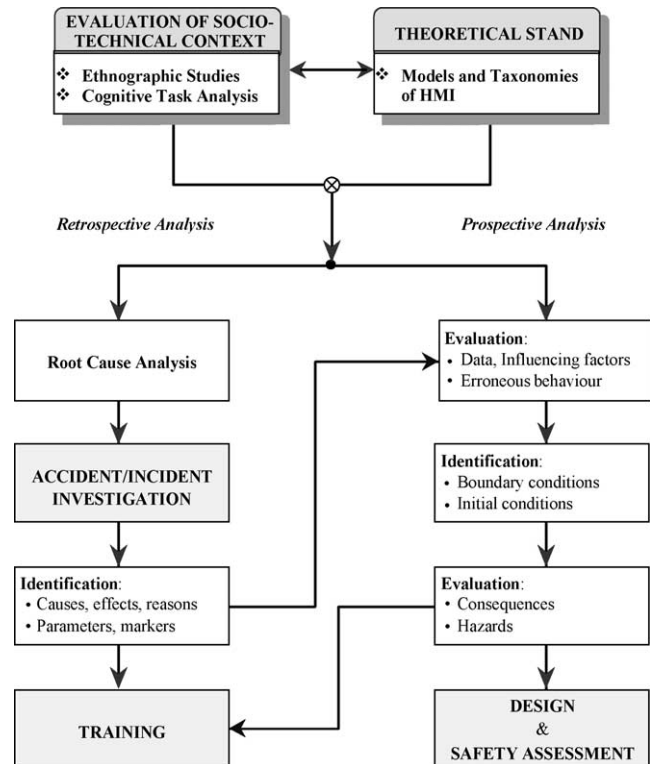 EVALUATION OF SOCIO-
TECHNICAL CONTEXT
❖ Ethnographic Studies
❖ Cognitive Task Analysis
THEORETICAL STAND
❖ Models and Taxonomies
of HMI
Retrospective Analysis
Prospective Analysis
Root Cause Analysis
ACCIDENT/INCIDENT
INVESTIGATION
Identification:
• Causes, effects, reasons
• Parameters, markers
TRAINING
Evaluation:
• Data, Influencing factors
• Erroneous behaviour
Identification:
• Boundary conditions
• Initial conditions
Evaluation:
• Consequences
• Hazards
DESIGN
&
SAFETY ASSESSMENT